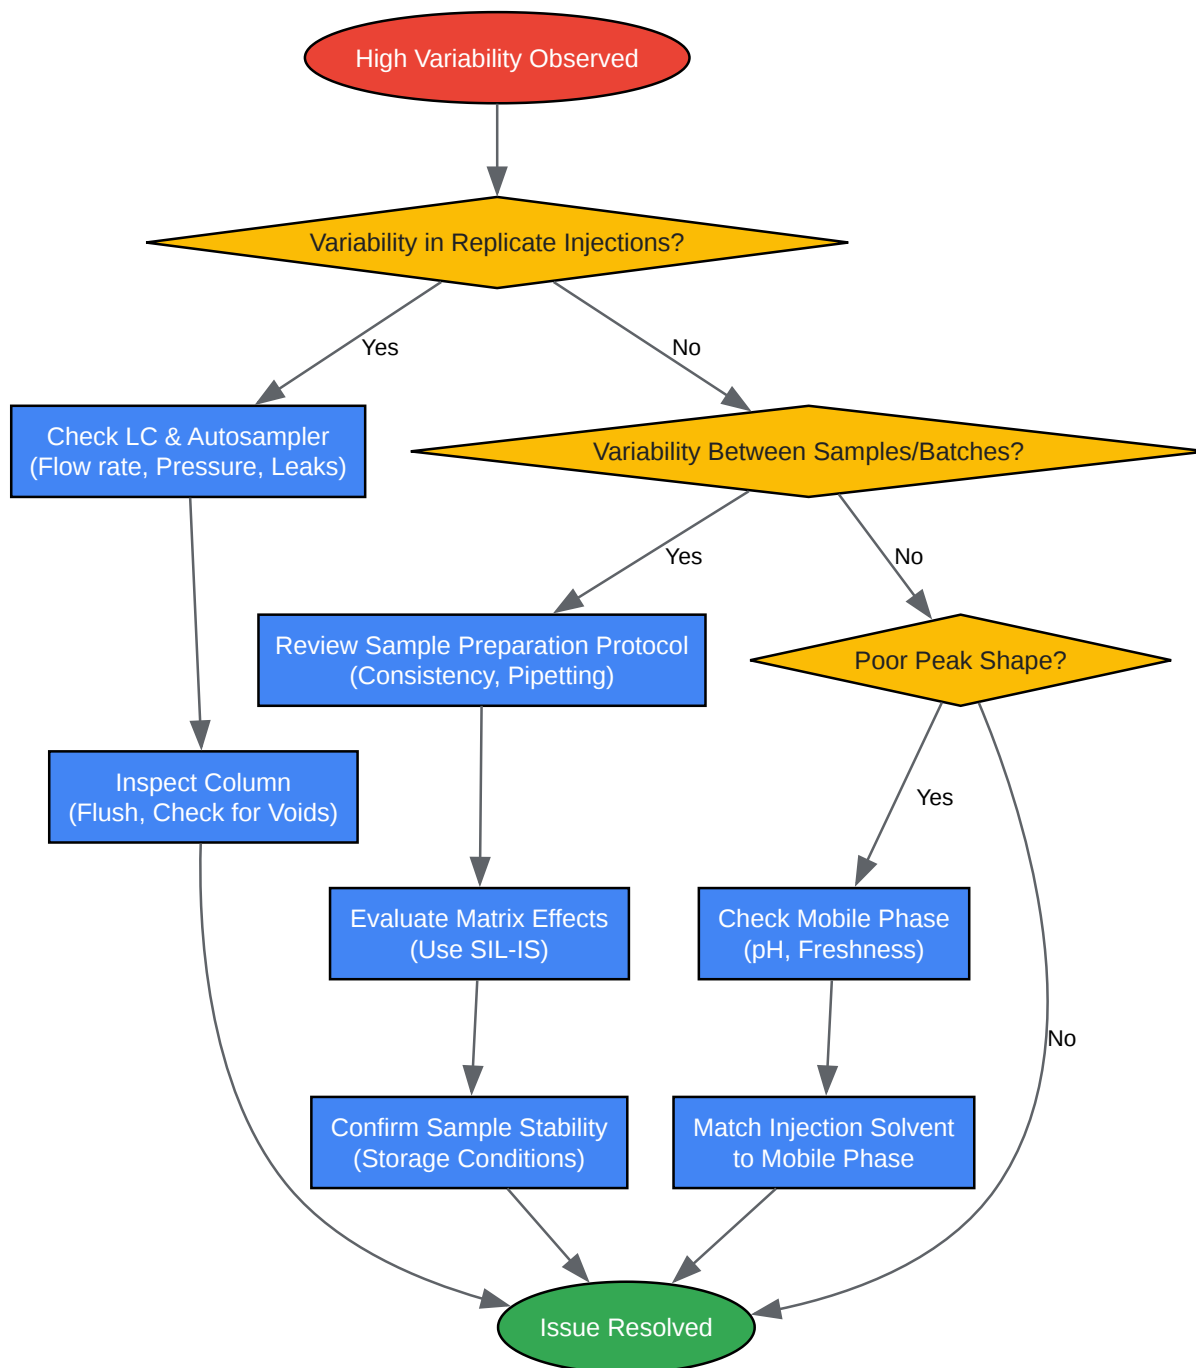 High Variability Observed
Variability in Replicate Injections?
Yes
No
Check LC & Autosampler
(Flow rate, Pressure, Leaks)
Variability Between Samples/Batches?
Yes
No
Review Sample Preparation Protocol
(Consistency, Pipetting)
Poor Peak Shape?
Inspect Column
(Flush, Check for Voids)
Yes
Evaluate Matrix Effects
(Use SIL-IS)
Check Mobile Phase
(pH, Freshness)
No
Confirm Sample Stability
(Storage Conditions)
Match Injection Solvent
to Mobile Phase
Issue Resolved